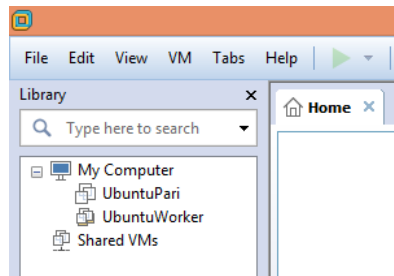 File Edit View VM Tabs Help
Library
Home
Type here to search
My Computer
UbuntuPari
UbuntuWorker
Shared VMs